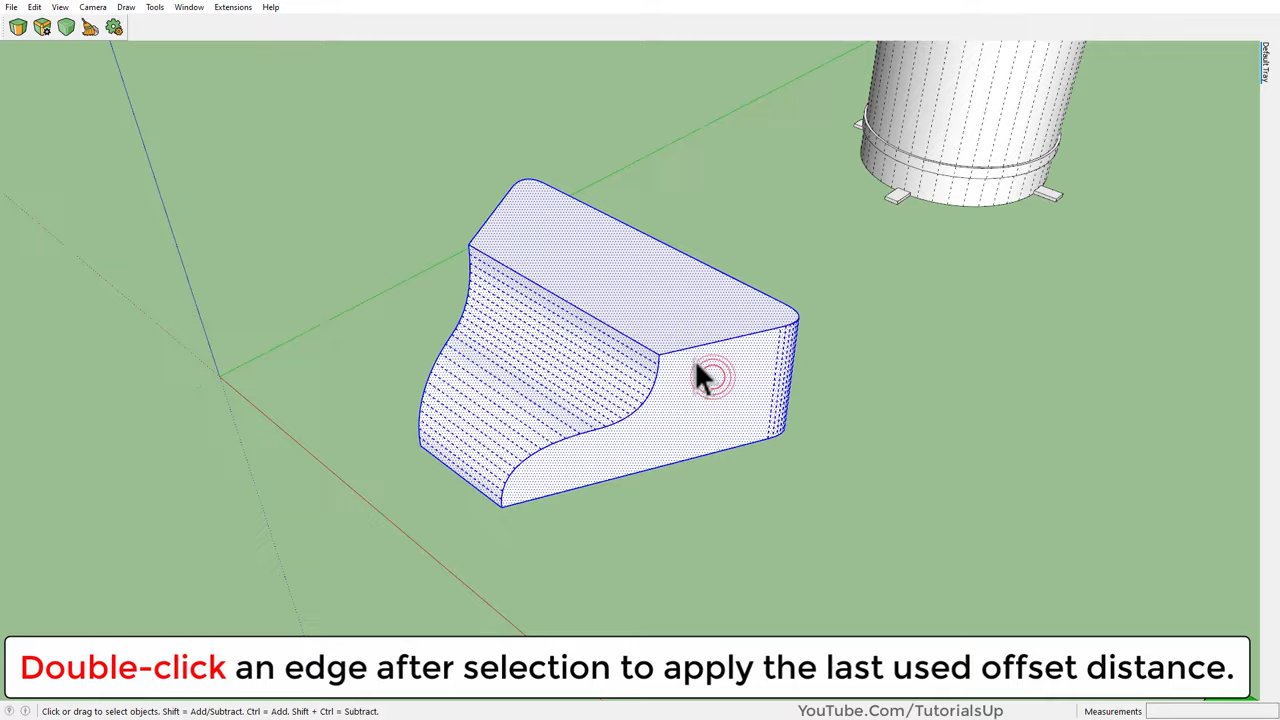 File Edit View Camera Draw Tools Window Extensions Help
Default Tray
Double-click an edge after selection to apply the last used offset distance.
Click or drag to select objects. Shift = Add/Subtract. Ctrl = Add. Shift + Ctrl = Subtract.
YouTube.Com/TutorialsUp
Measurements